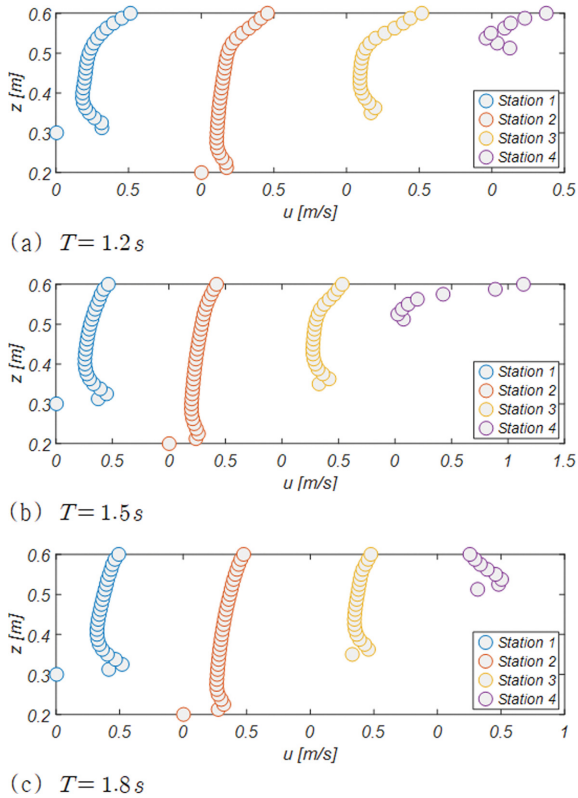 0.6
0.5
0.4
0.3
0.2
z [m]
Station 1
Station 2
Station 3
Station 4
0 0.5 0 0.5 0 0.5 0 0.5
u [m/s]
(a) T = 1.2 s
0.6
0.5
0.4
0.3
0.2
z [m]
Station 1
Station 2
Station 3
Station 4
0 0.5 0 0.5 0 0.5 0 0.5 1 1.5
u [m/s]
(b) T = 1.5 s
0.6
0.5
0.4
0.3
0.2
z [m]
Station 1
Station 2
Station 3
Station 4
0 0.5 0 0.5 0 0.5 0 0.5 1
u [m/s]
(c) T = 1.8 s